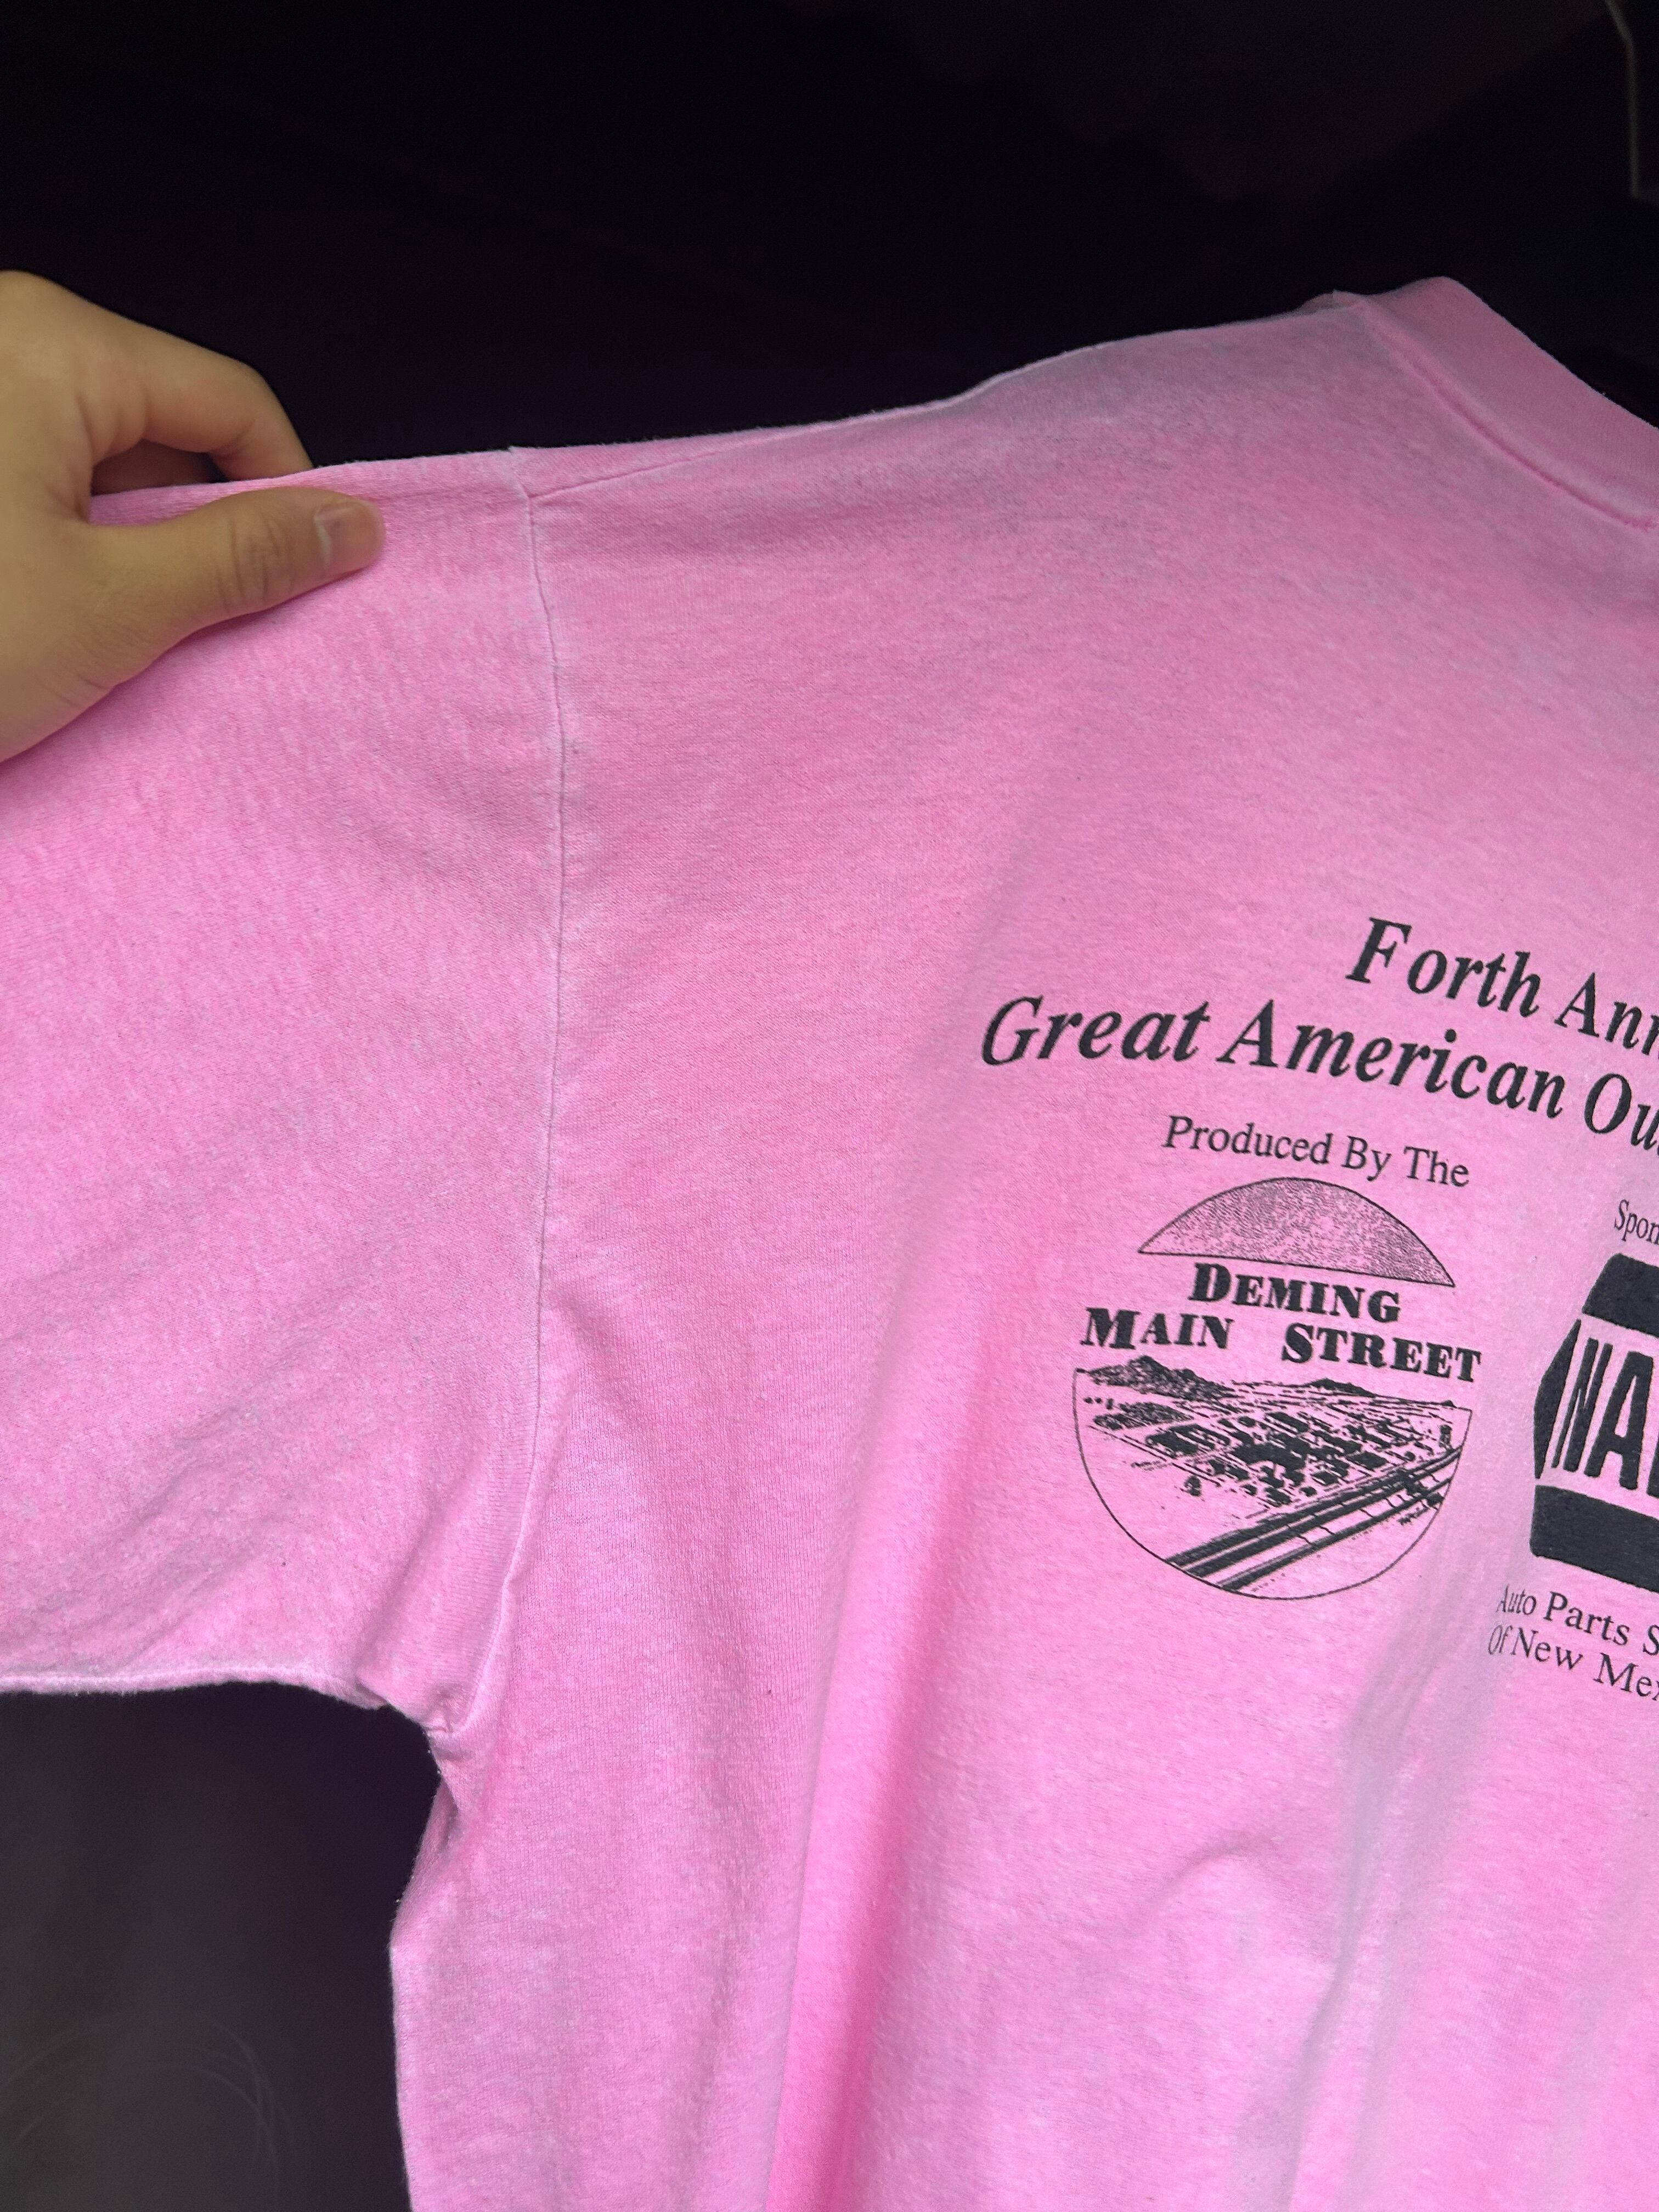 Forth Ann
Great American Ou
Produced By The
DEMING
MAIN STREET
Spon
NA
Auto Parts S
Of New Mex